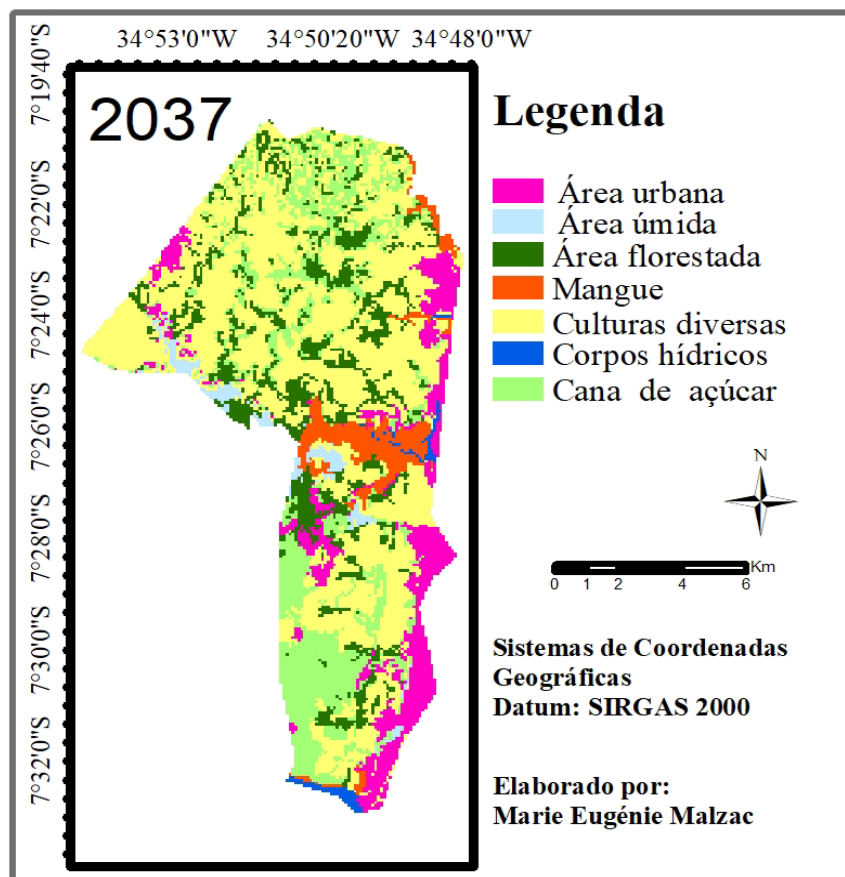 34°53'0"W 34°50'20"W 34°48'0"W
7°19'40"S
7°22'0"S
7°24'0"S
7°26'0"S
7°28'0"S
7°30'0"S
7°32'0"S
2037
Legenda
Área urbana
Área úmida
Área florestada
Mangue
Culturas diversas
Corpos hídricos
Cana de açúcar
N
Km
0 1 2 4 6
Sistemas de Coordenadas
Geográficas
Datum: SIRGAS 2000
Elaborado por:
Marie Eugénie Malzac